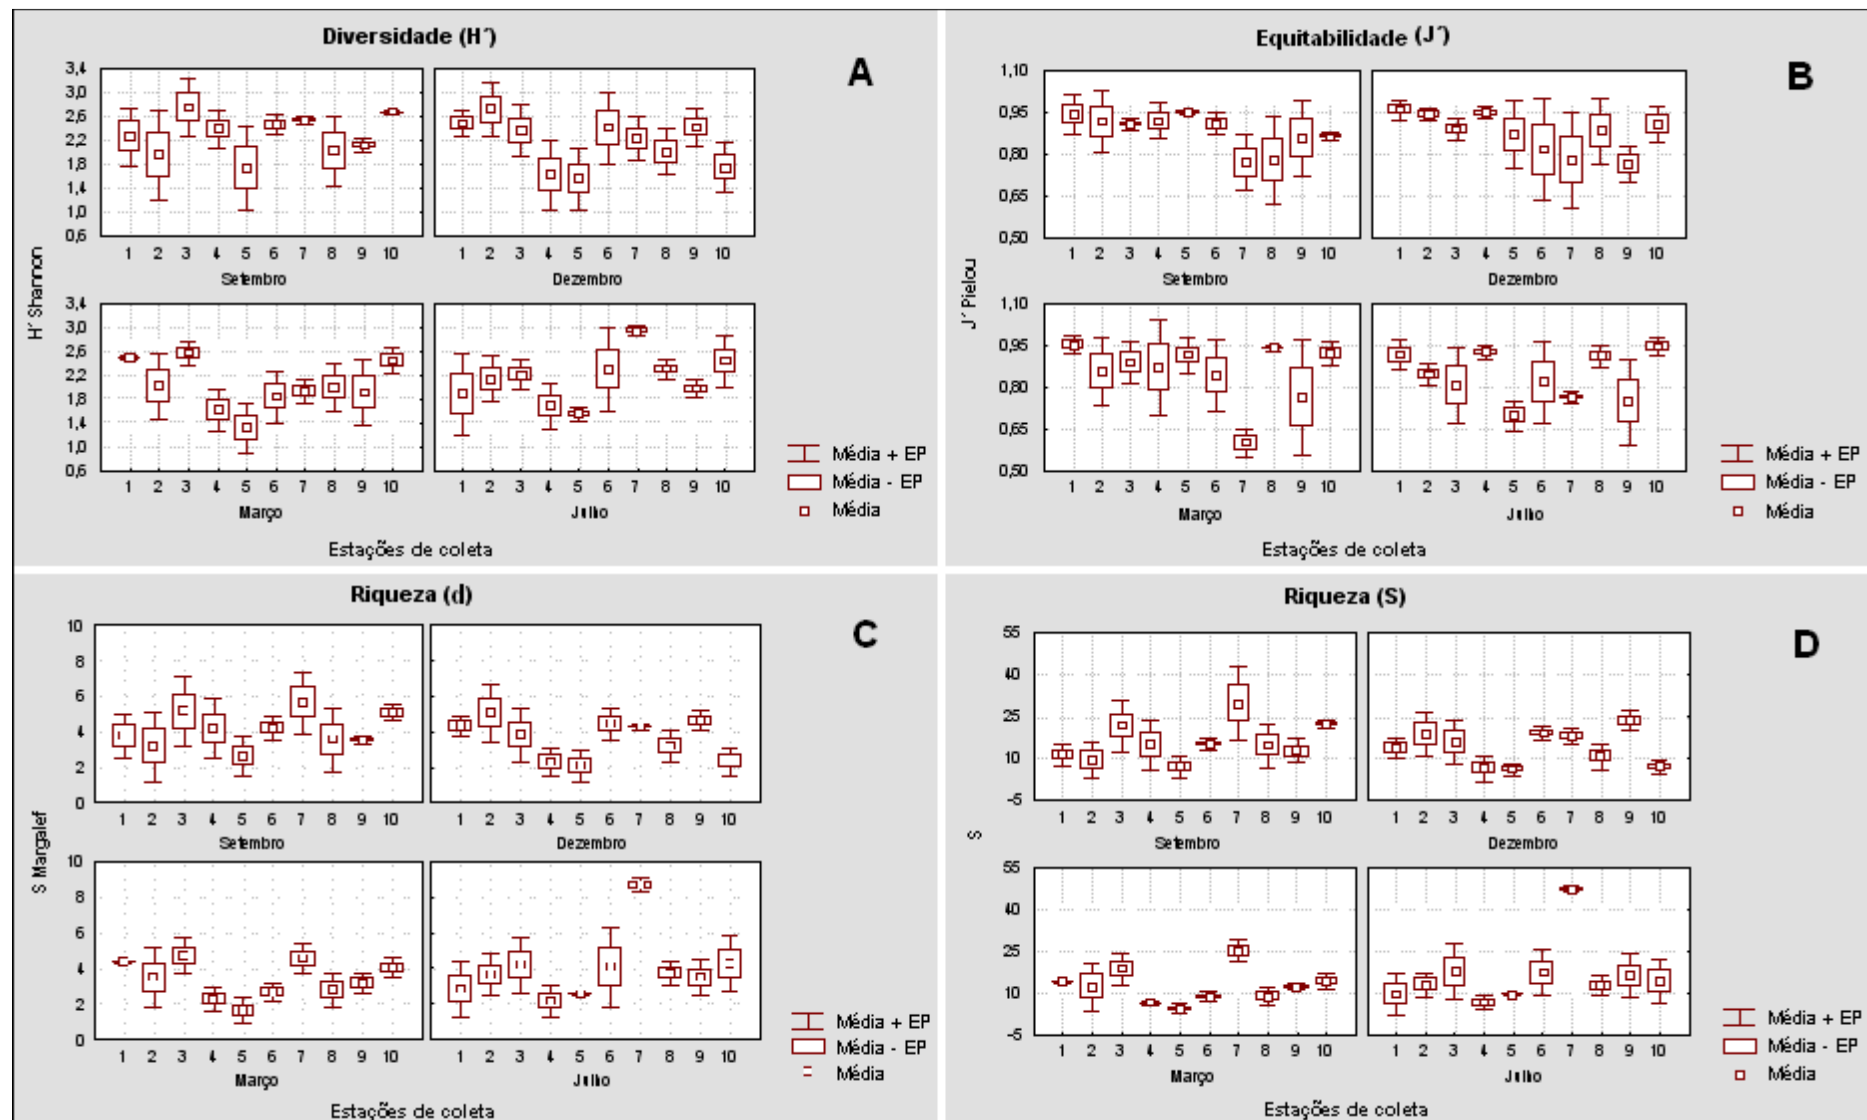 Diversidade (H´)
A
3,4
3,0
2,6
2,2
1,8
1,4
1,0
0,6
1 2 3 4 5 6 7 8 9 10
1 2 3 4 5 6 7 8 9 10
Setembro
Dezembro
H´ Shannon
3,4
3,0
2,6
2,2
1,8
1,4
1,0
0,6
1 2 3 4 5 6 7 8 9 10
1 2 3 4 5 6 7 8 9 10
Março
Julho
Média + EP
Média - EP
Média
Estações de coleta
Equitabilidade (J´)
B
1,10
0,95
0,80
0,65
0,50
1 2 3 4 5 6 7 8 9 10
1 2 3 4 5 6 7 8 9 10
Setembro
Dezembro
J´ Pielou
1,10
0,95
0,80
0,65
0,50
1 2 3 4 5 6 7 8 9 10
1 2 3 4 5 6 7 8 9 10
Março
Julho
Média + EP
Média - EP
Média
Estações de coleta
Riqueza (d)
C
10
8
6
4
2
0
1 2 3 4 5 6 7 8 9 10
1 2 3 4 5 6 7 8 9 10
Setembro
Dezembro
S Margalef
10
8
6
4
2
0
1 2 3 4 5 6 7 8 9 10
1 2 3 4 5 6 7 8 9 10
Março
Julho
Média + EP
Média - EP
Média
Estações de coleta
Riqueza (S)
D
55
40
25
10
-5
1 2 3 4 5 6 7 8 9 10
1 2 3 4 5 6 7 8 9 10
Setembro
Dezembro
S
55
40
25
10
-5
1 2 3 4 5 6 7 8 9 10
1 2 3 4 5 6 7 8 9 10
Março
Julho
Média + EP
Média - EP
Média
Estações de coleta